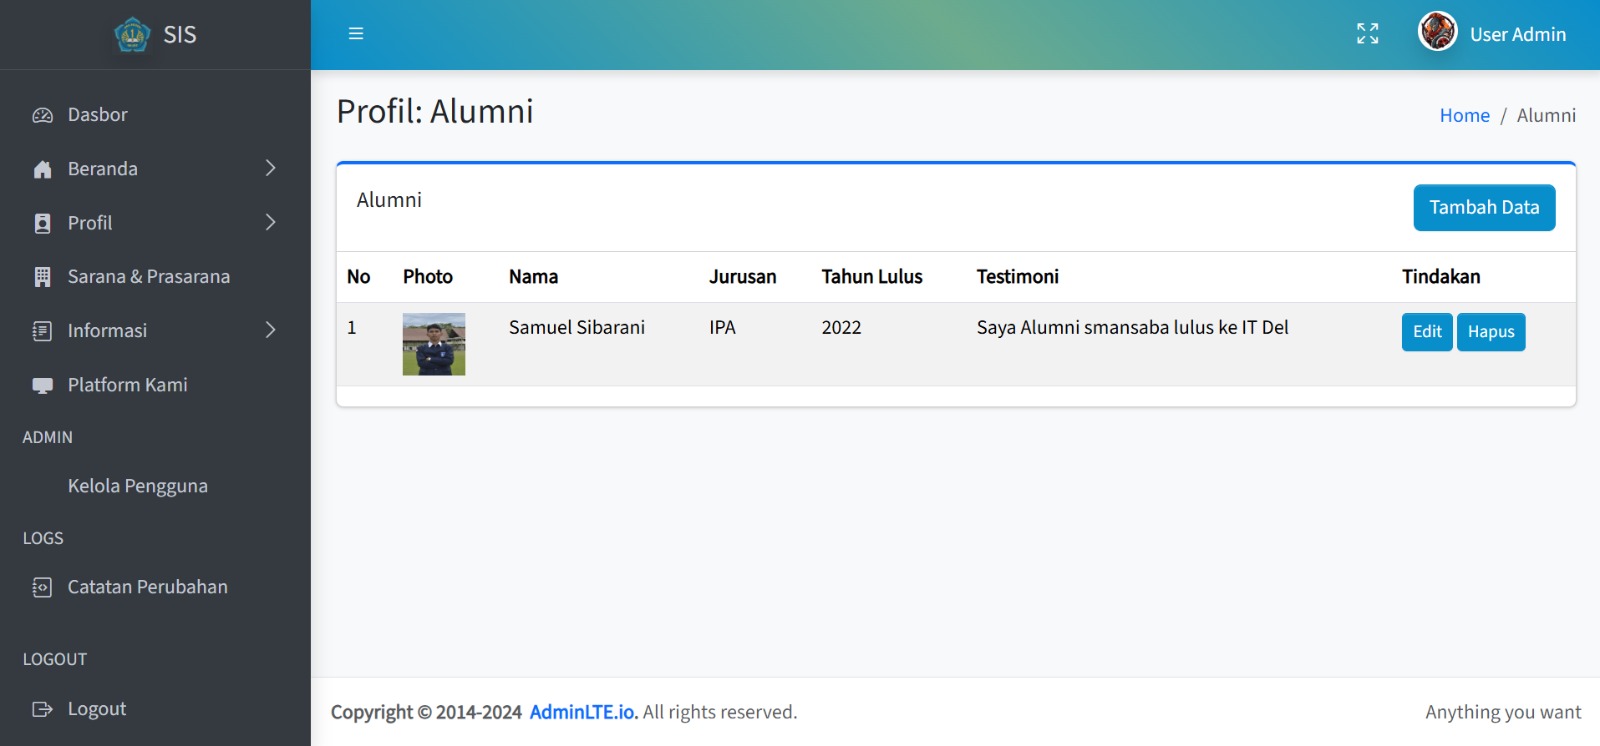 SIS
User Admin
Dasbor
Beranda
Profil
Sarana & Prasarana
Informasi
Platform Kami
ADMIN
Kelola Pengguna
LOGS
Catatan Perubahan
LOGOUT
Logout
Profil: Alumni
Home / Alumni
Alumni
Tambah Data
No Photo Nama Jurusan Tahun Lulus Testimoni Tindakan
1 Samuel Sibarani IPA 2022 Saya Alumni smansaba lulus ke IT Del Edit Hapus
Copyright © 2014-2024 AdminLTE.io. All rights reserved.
Anything you want